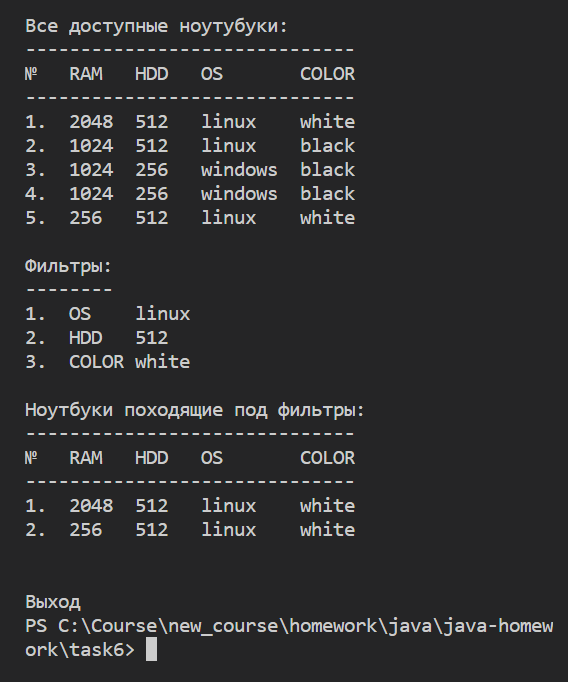 Все доступные ноутубуки:
------------------------------
№   RAM   HDD   OS       COLOR
------------------------------
1.  2048  512   linux    white
2.  1024  512   linux    black
3.  1024  256   windows  black
4.  1024  256   windows  black
5.  256   512   linux    white
Фильтры:
--------
1.  OS    linux
2.  HDD   512
3.  COLOR white
Ноутбуки походящие под фильтры:
------------------------------
№   RAM   HDD   OS       COLOR
------------------------------
1.  2048  512   linux    white
2.  256   512   linux    white
Выход
PS C:\Course\new_course\homework\java\java-homew
ork\task6>